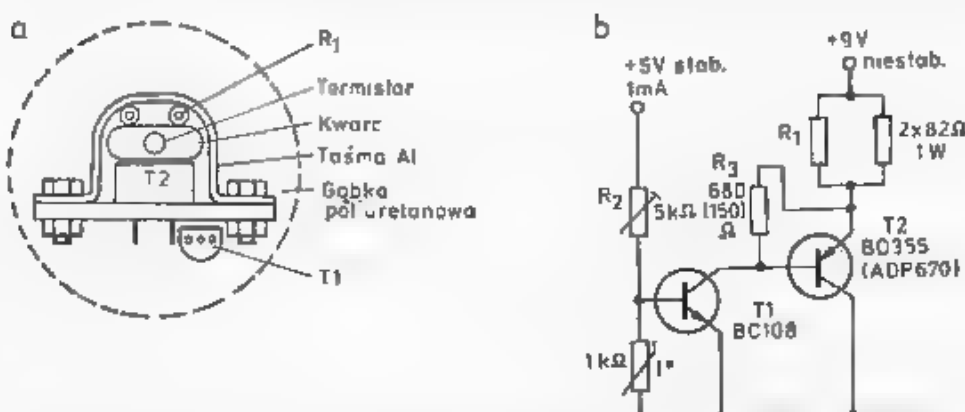 a
R1
Termistor
Kwarc
Taśma Al
Gąbka
poliuretanowa
T2
T1
b
+5V stab.
1mA
+9V
niestab.
R1
2x82Ω
1W
R2
5kΩ
R3
680
(150)
Ω
T2
BD355
(ADP670)
T1
BC108
1kΩ